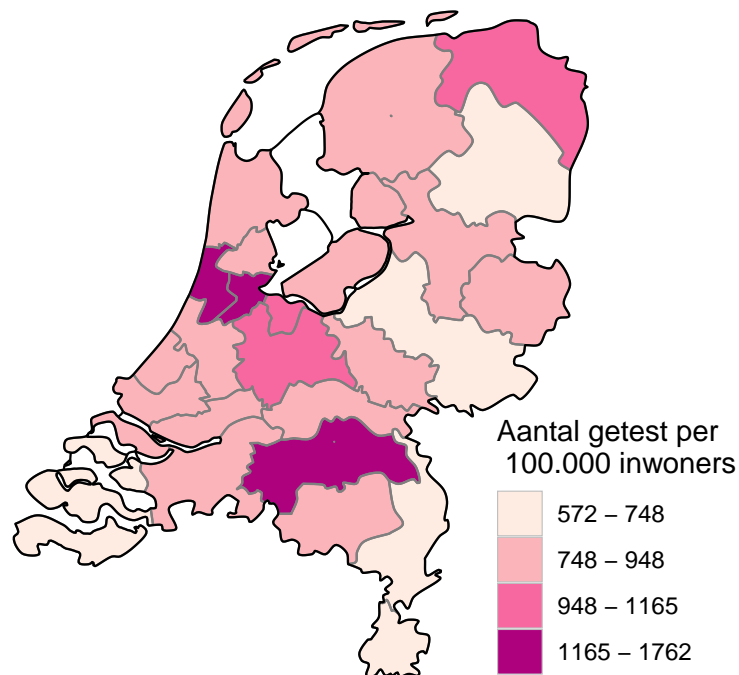 Aantal getest per
100.000 inwoners
572 – 748
748 – 948
948 – 1165
1165 – 1762